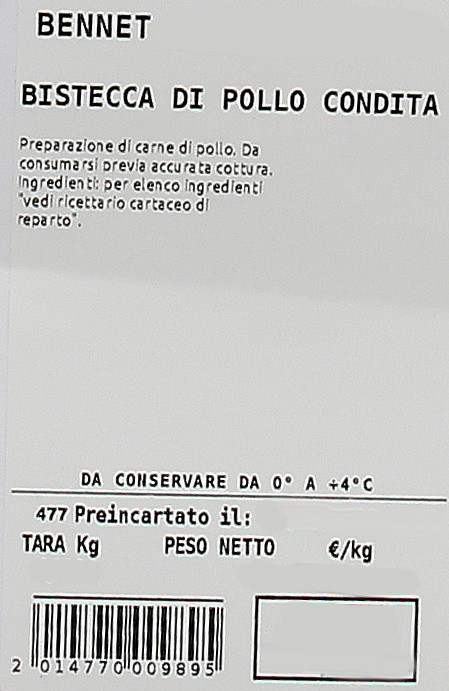 BENNET
BISTECCA DI POLLO CONDITA
Preparazione di carne di pollo. Da
consumarsi previa accurata cottura.
Ingredienti: per elenco ingredienti
"vedi ricettario cartaceo di
reparto".
DA CONSERVARE DA 0° A +4°C
477 Preincartato il:
TARA Kg PESO NETTO €/kg
2 014770 009895